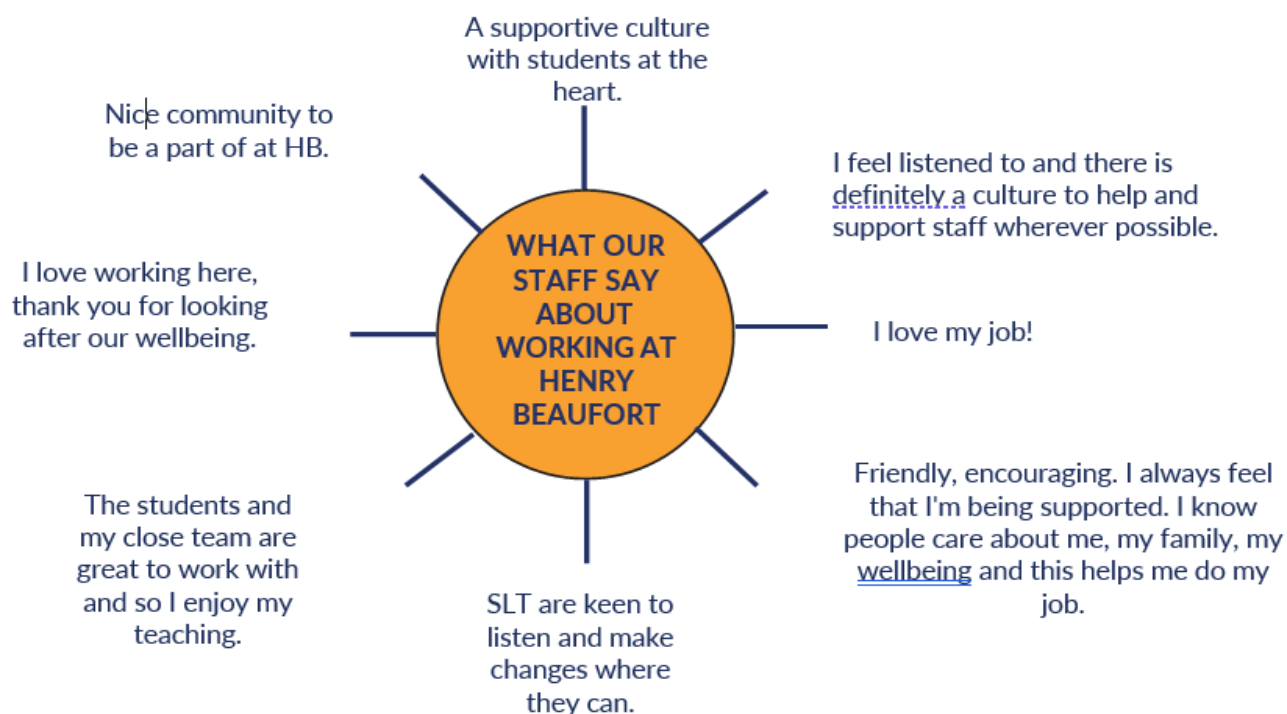 A supportive culture
with students at the
heart.
Nice community to
be a part of at HB.
I feel listened to and there is
definitely a culture to help and
support staff wherever possible.
I love working here,
thank you for looking
after our wellbeing.
WHAT OUR
STAFF SAY
ABOUT
WORKING AT
HENRY
BEAUFORT
I love my job!
The students and
my close team are
great to work with
and so I enjoy my
teaching.
SLT are keen to
listen and make
changes where
they can.
Friendly, encouraging. I always feel
that I'm being supported. I know
people care about me, my family, my
wellbeing and this helps me do my
job.